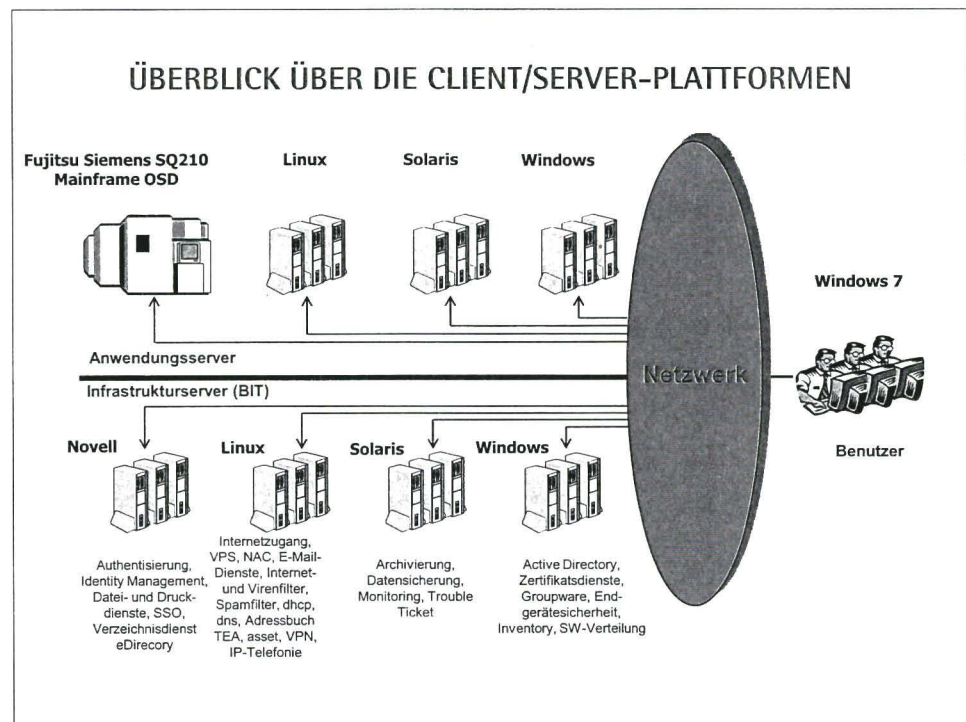 ÜBERBLICK ÜBER DIE CLIENT/SERVER-PLATTFORMEN
Fujitsu Siemens SQ210
Mainframe OSD
Linux
Solaris
Windows
Windows 7
Anwendungsserver
Netzwerk
Infrastrukturserver (BIT)
Benutzer
Novell
Linux
Solaris
Windows
Authentisierung,
Identity Management,
Datei- und Druck-
dienste, SSO,
Verzeichnisdienst
eDirecory
Internetzugang,
VPS, NAC, E-Mail-
Dienste, Internet-
und Virenfilter,
Spamfilter, dhcp,
dns, Adressbuch
TEA, asset, VPN,
IP-Telefonie
Archivierung,
Datensicherung,
Monitoring, Trouble
Ticket
Active Directory,
Zertifikatsdienste,
Groupware, End-
gerätesicherheit,
Inventory, SW-Verteilung